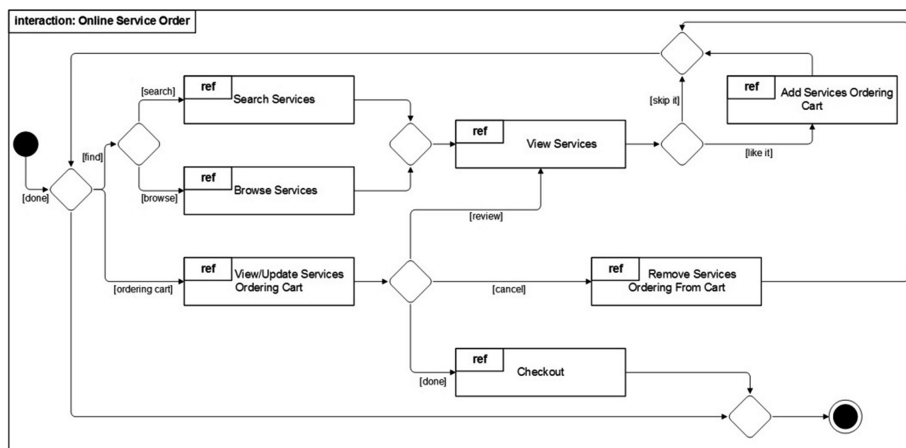 interaction: Online Service Order
ref
Search Services
[search]
ref
Add Services Ordering
Cart
[skip it]
ref
View Services
[like it]
[find]
ref
Browse Services
[done]
[browse]
[review]
ref
View/Update Services
Ordering Cart
[ordering cart]
ref
Remove Services
Ordering From Cart
[cancel]
ref
Checkout
[done]